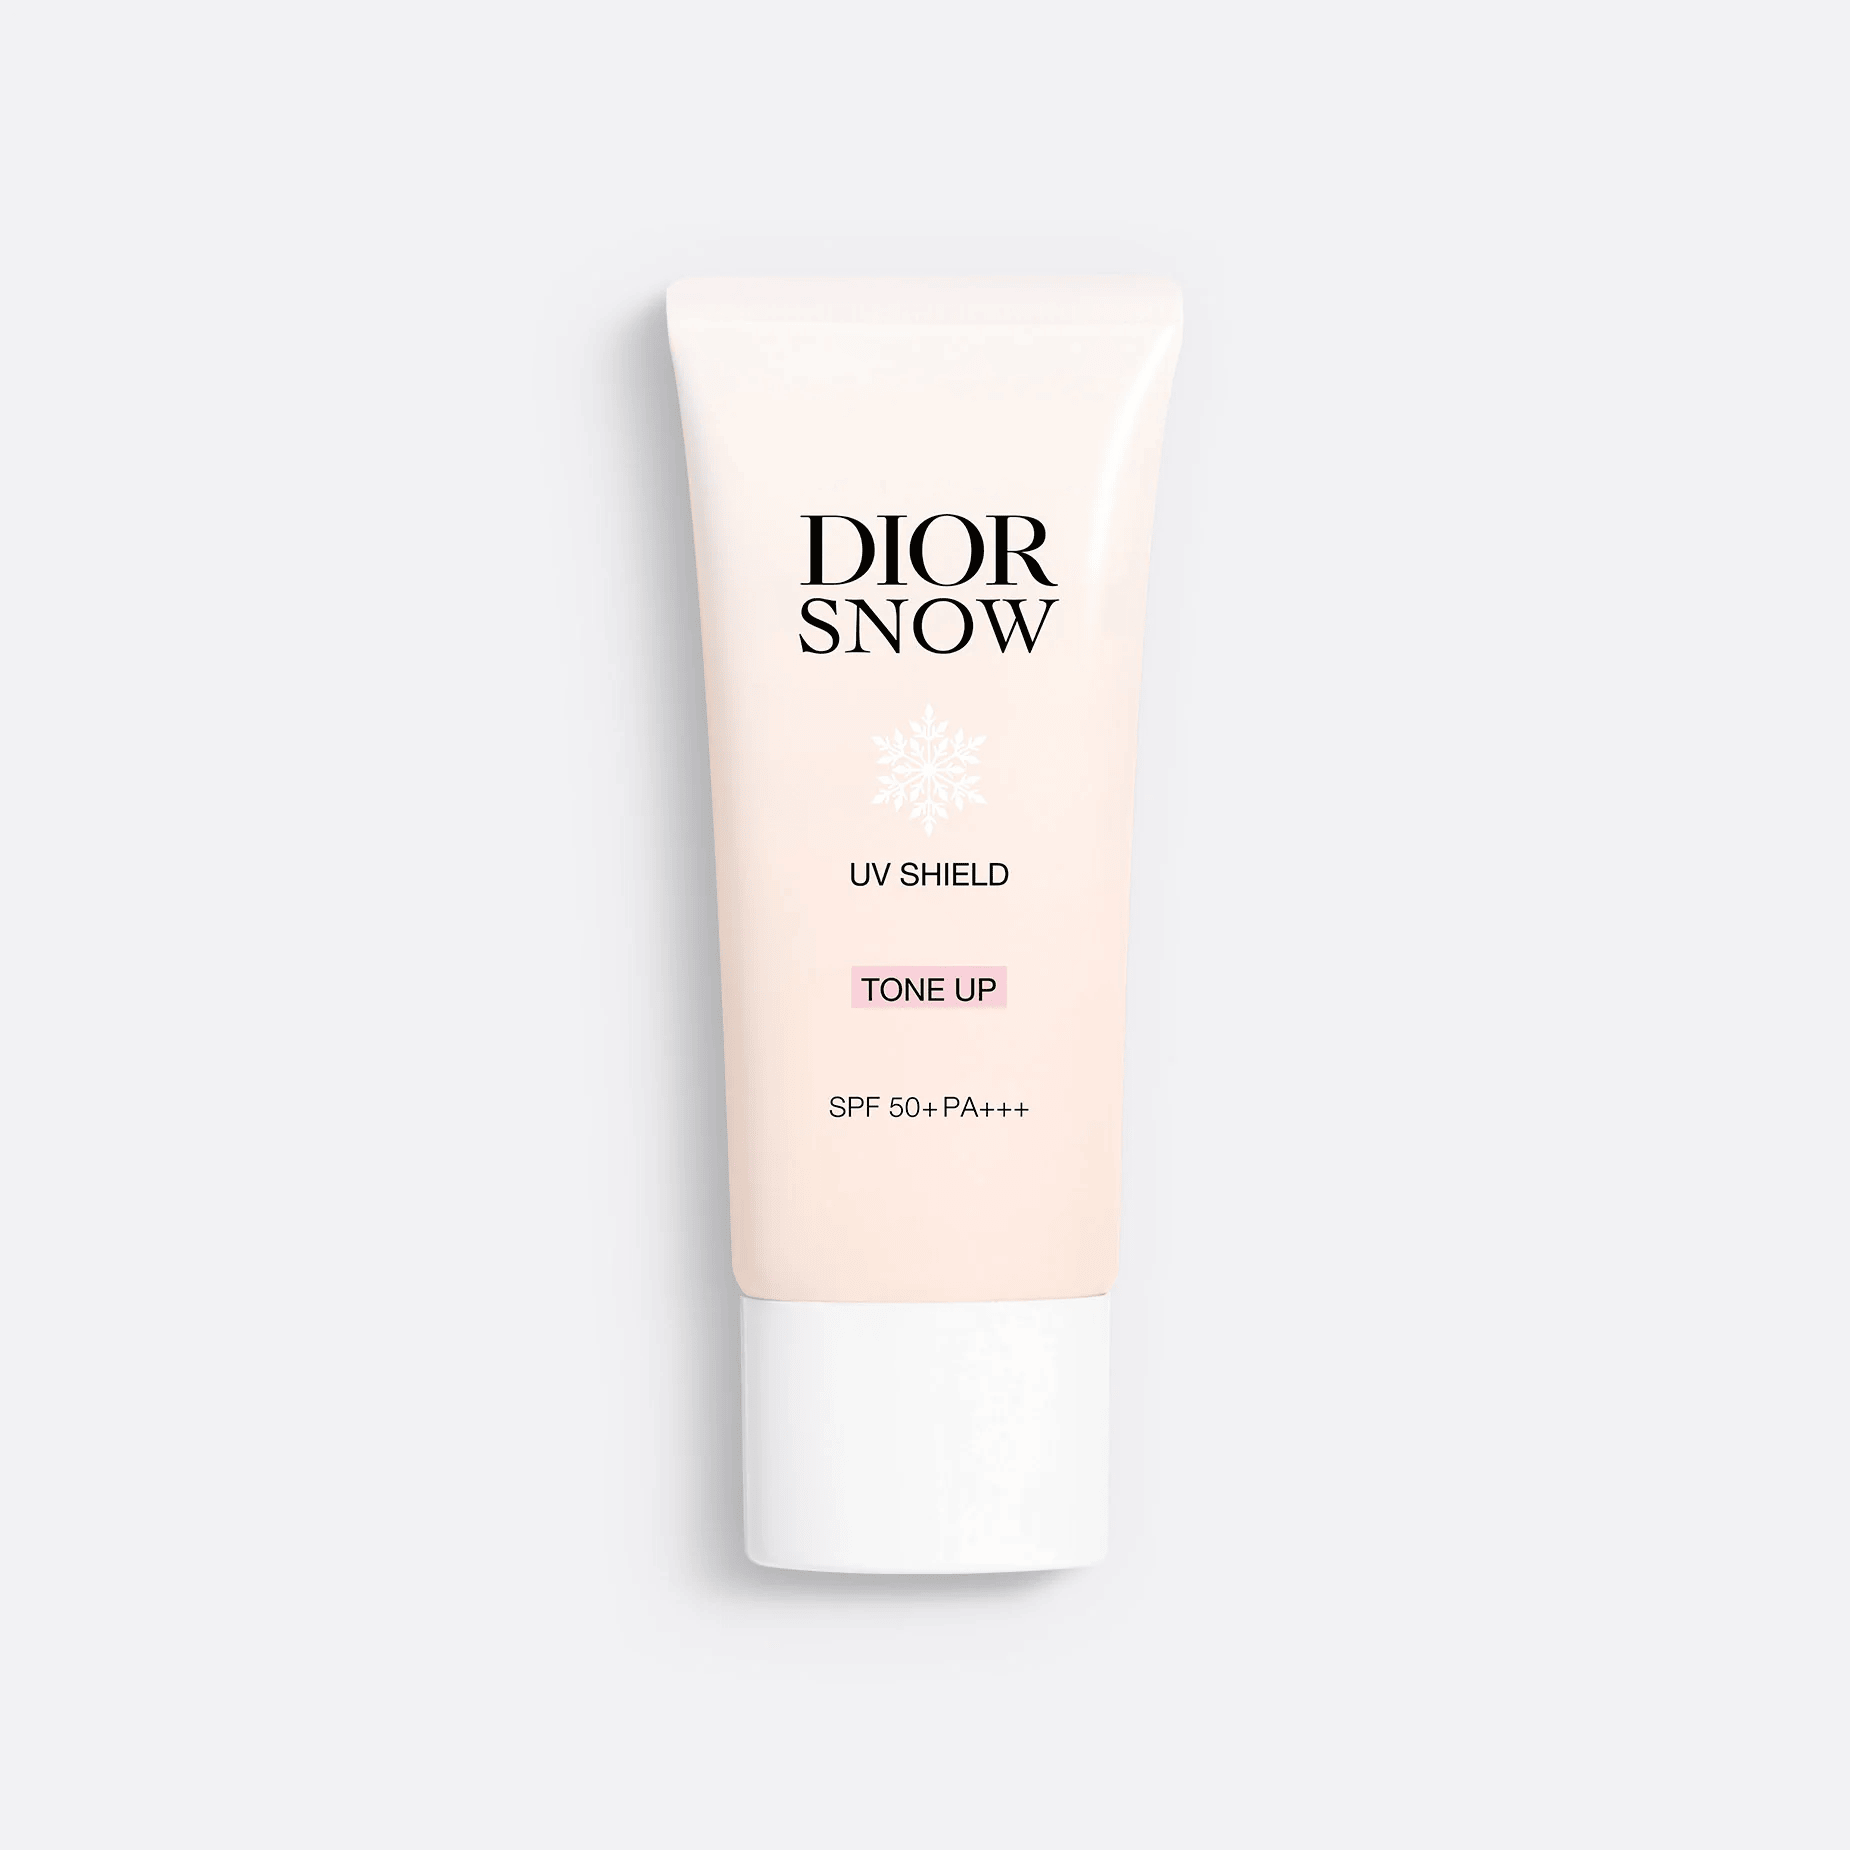 DIOR
SNOW
UV SHIELD
TONE UP
SPF 50+PA+++